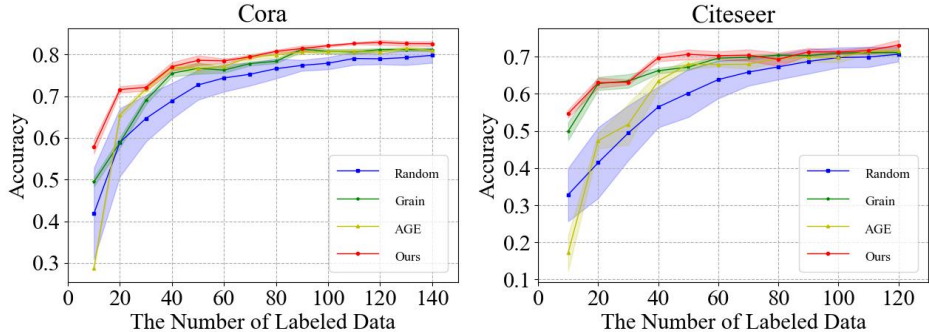 Cora
Accuracy
0.8
0.7
0.6
0.5
0.4
0.3
0 20 40 60 80 100 120 140
The Number of Labeled Data
Random
Grain
AGE
Ours
Citeseer
Accuracy
0.7
0.6
0.5
0.4
0.3
0.2
0.1
0 20 40 60 80 100 120
The Number of Labeled Data
Random
Grain
AGE
Ours